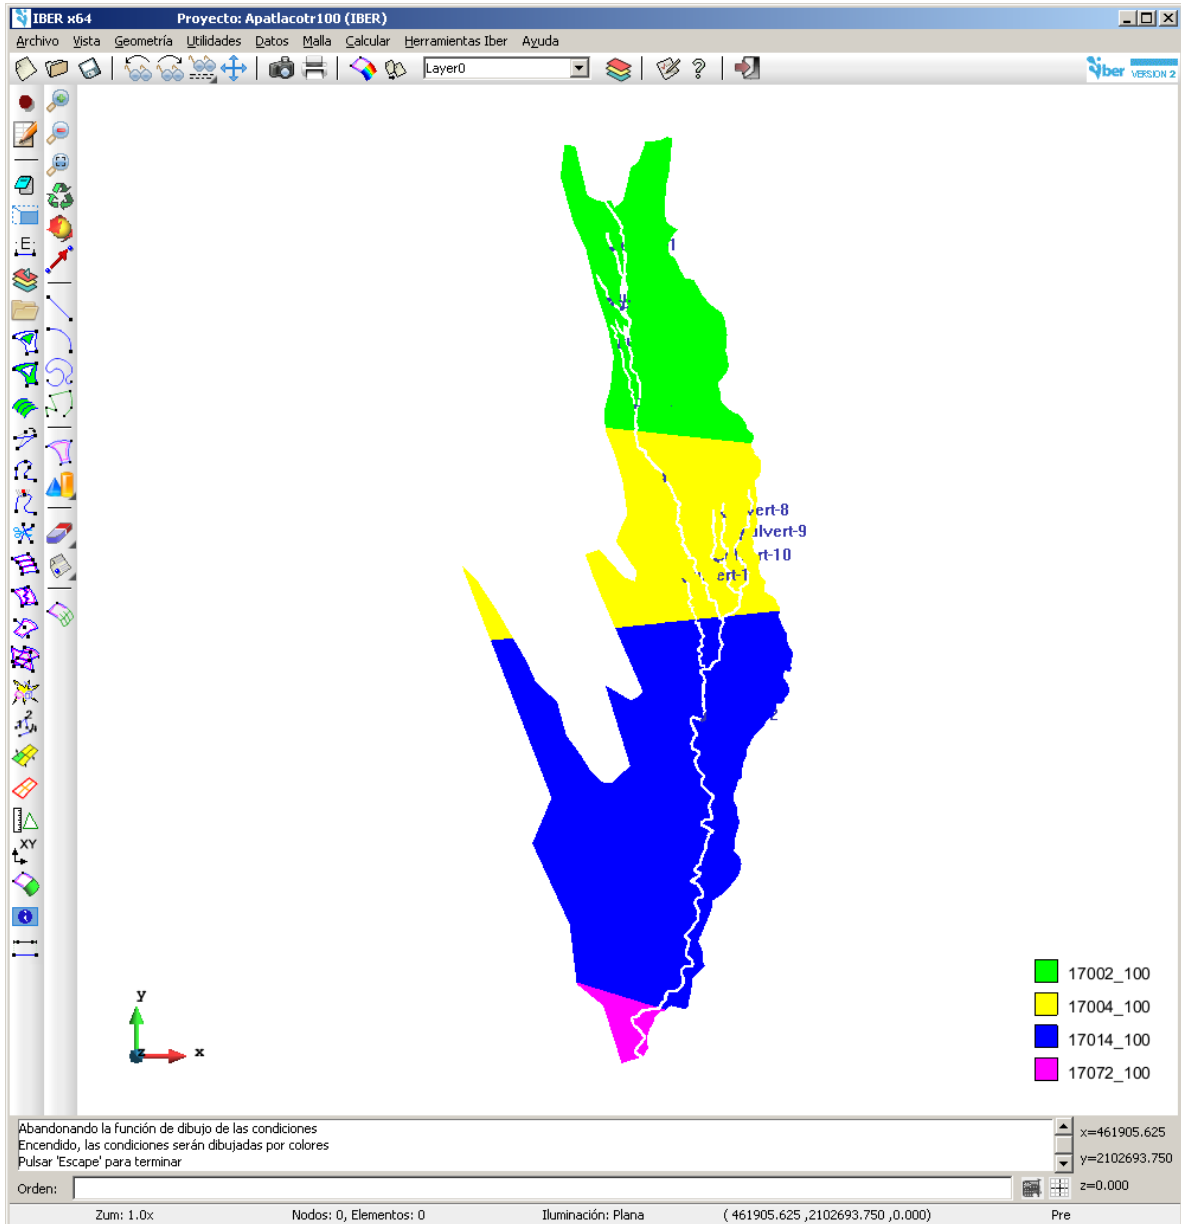 IBER x64 Proyecto: Apatlacotr100 (IBER)
Archivo Vista Geometría Utilidades Datos Malla Calcular Herramientas Iber Ayuda
Layer0
Iber VERSION 2
1
vert-8
ulvert-9
rt-10
ert-1
2
y
x
z
17002_100
17004_100
17014_100
17072_100
Abandonando la función de dibujo de las condiciones
Encendido, las condiciones serán dibujadas por colores
Pulsar 'Escape' para terminar
x=461905.625
y=2102693.750
z=0.000
Orden:
Zum: 1.0x Nodos: 0, Elementos: 0 Iluminación: Plana ( 461905.625 ,2102693.750 ,0.000) Pre